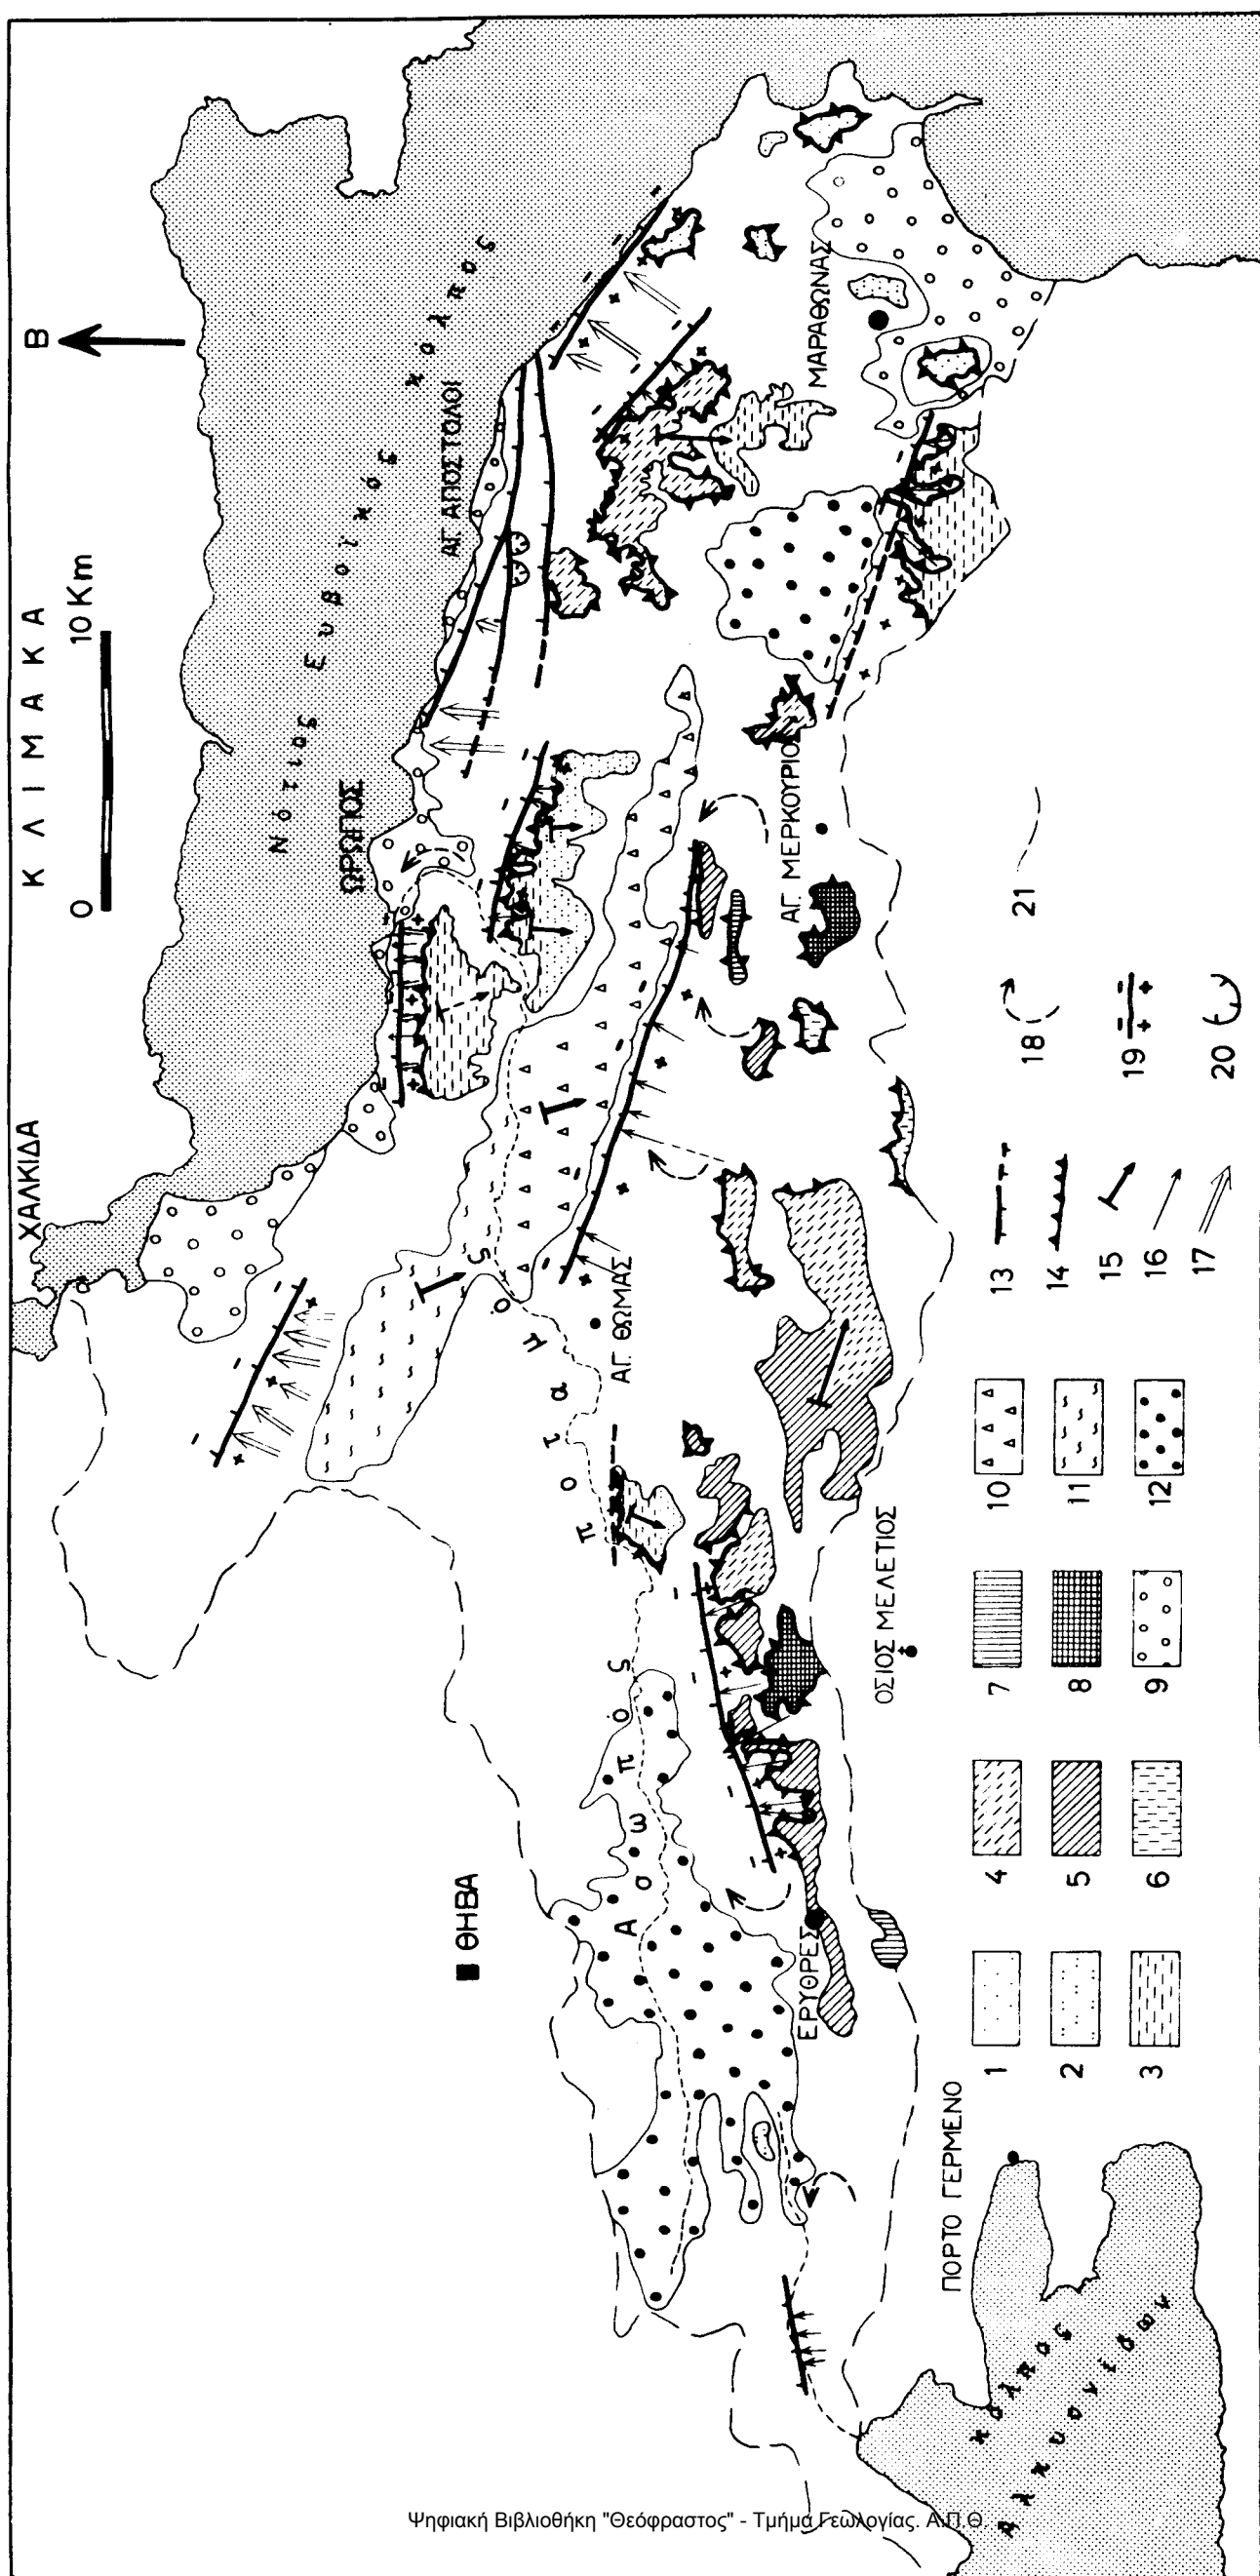 Β
ΚΛΙΜΑΚΑ
0
10 Km
ΧΑΛΚΙΔΑ
Νότιος Ευβοϊκός κόλπος
ΩΡΩΠΟΣ
ΑΓ. ΑΠΟΣΤΟΛΟΙ
ΜΑΡΑΘΩΝΑΣ
ΑΓ. ΜΕΡΚΟΥΡΙΟΣ
ΑΓ. ΘΩΜΑΣ
ΘΗΒΑ
Ασωπός ποταμός
ΕΡΥΘΡΕΣ
ΟΣΙΟΣ ΜΕΛΕΤΙΟΣ
ΠΟΡΤΟ ΓΕΡΜΕΝΟ
κόλπος
Αλκυονίδων
1
2
3
4
5
6
7
8
9
10
11
12
13
14
15
16
17
18
19
20
21
Ψηφιακή Βιβλιοθήκη "Θεόφραστος" - Τμήμα Γεωλογίας. Α.Π.Θ.